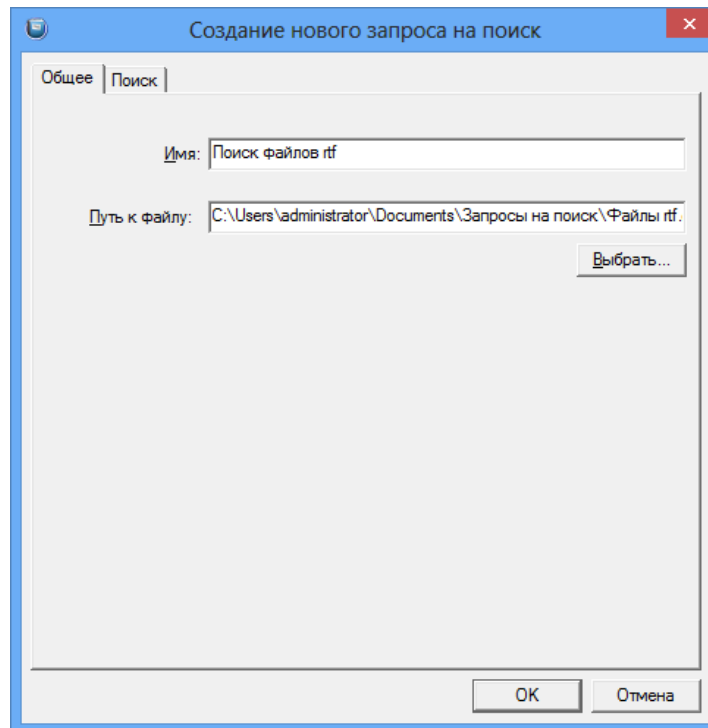 Создание нового запроса на поиск
Общее Поиск
Имя: Поиск файлов rtf
Путь к файлу: C:\Users\administrator\Documents\Запросы на поиск\Файлы rtf.
Выбрать...
OK Отмена